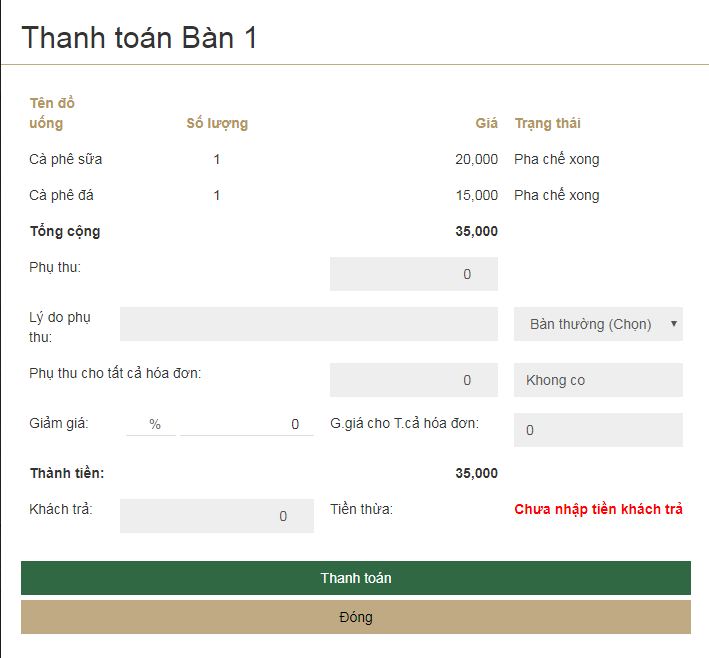 Thanh toán Bàn 1
Tên đồ
uống Số lượng Giá Trạng thái
Cà phê sữa 1 20,000 Pha chế xong
Cà phê đá 1 15,000 Pha chế xong
Tổng cộng 35,000
Phụ thu: 0
Lý do phụ
thu: Bàn thường (Chọn)
Phụ thu cho tất cả hóa đơn: 0 Khong co
Giảm giá: % 0 G.giá cho T.cả hóa đơn: 0
Thành tiền: 35,000
Khách trả: 0 Tiền thừa: Chưa nhập tiền khách trả
Thanh toán
Đóng